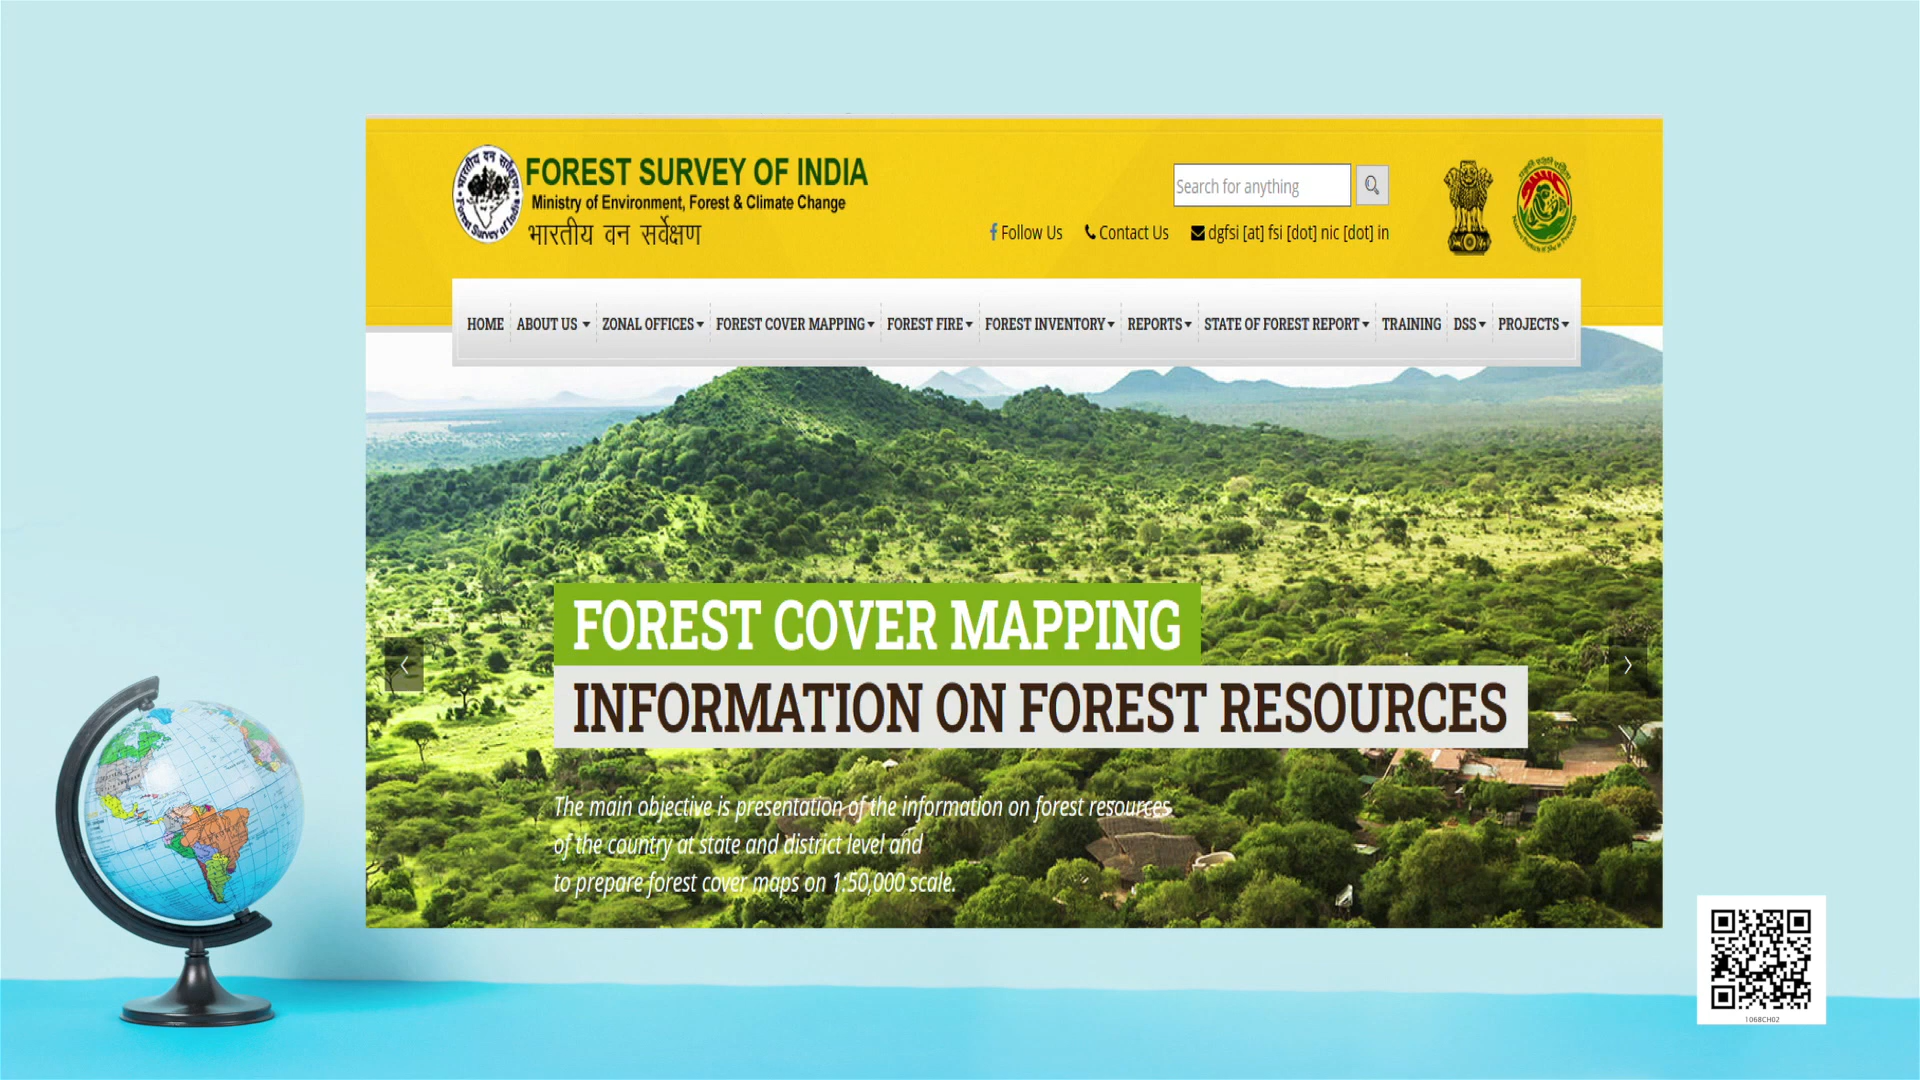 FOREST SURVEY OF INDIA
Ministry of Environment, Forest & Climate Change
भारतीय वन सर्वेक्षण
Search for anything
Follow Us Contact Us dgfsi [at] fsi [dot] nic [dot] in
HOME ABOUT US ZONAL OFFICES FOREST COVER MAPPING FOREST FIRE FOREST INVENTORY REPORTS STATE OF FOREST REPORT TRAINING DSS PROJECTS
FOREST COVER MAPPING
INFORMATION ON FOREST RESOURCES
The main objective is presentation of the information on forest resources
of the country at state and district level and
to prepare forest cover maps on 1:50,000 scale.
1068CH02